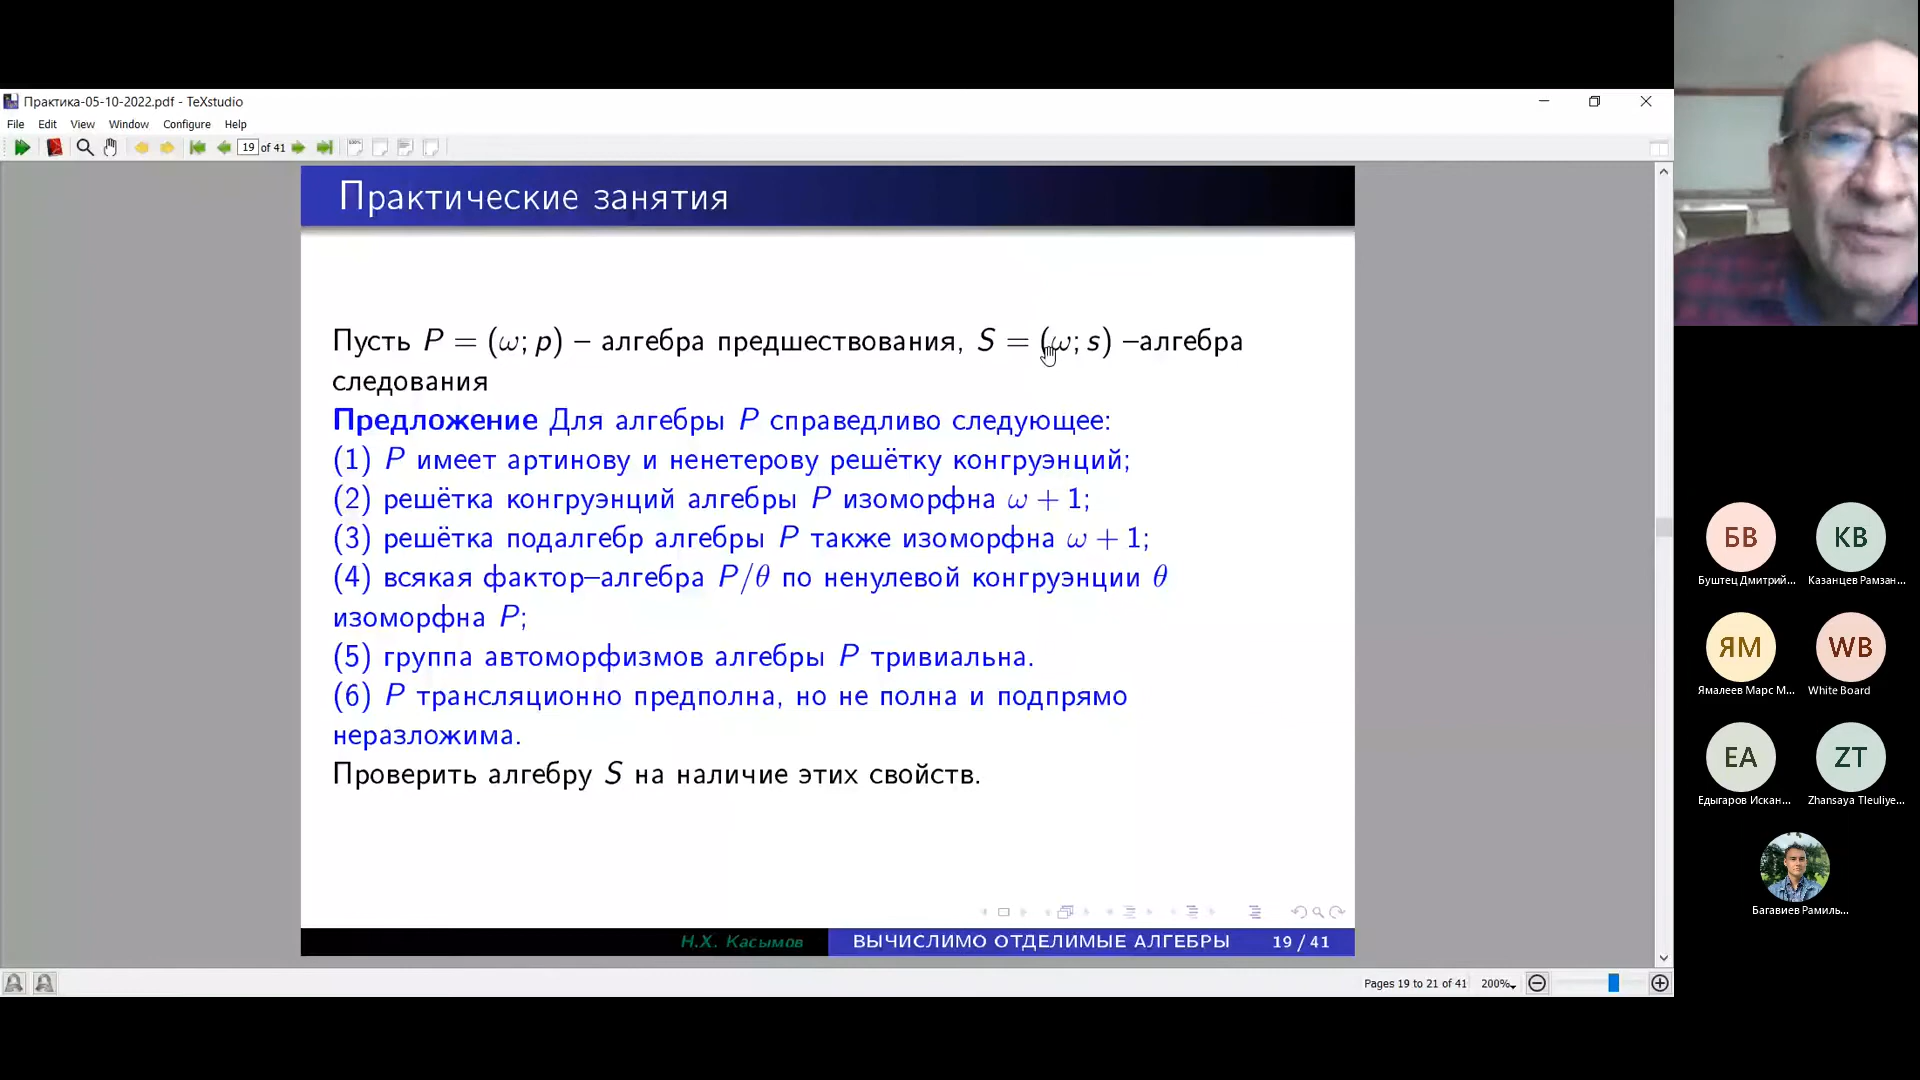 Практика-05-10-2022.pdf - TeXstudio
File Edit View Window Configure Help
19 of 41
Практические занятия
Пусть P = (ω; p) – алгебра предшествования, S = (ω; s) –алгебра
следования
Предложение Для алгебры P справедливо следующее:
(1) P имеет артинову и ненетерову решётку конгруэнций;
(2) решётка конгруэнций алгебры P изоморфна ω + 1;
(3) решётка подалгебр алгебры P также изоморфна ω + 1;
(4) всякая фактор–алгебра P/θ по ненулевой конгруэнции θ
изоморфна P;
(5) группа автоморфизмов алгебры P тривиальна.
(6) P трансляционно предполна, но не полна и подпрямо
неразложима.
Проверить алгебру S на наличие этих свойств.
Н.Х. Касымов ВЫЧИСЛИМО ОТДЕЛИМЫЕ АЛГЕБРЫ 19 / 41
Pages 19 to 21 of 41 200%
БВ КВ
Буштец Дмитрий... Казанцев Рамзан...
ЯМ WB
Ямалеев Марс М... White Board
ЕА ZT
Едыгаров Искан... Zhansaya Tleuliye...
Багавиев Рамиль...